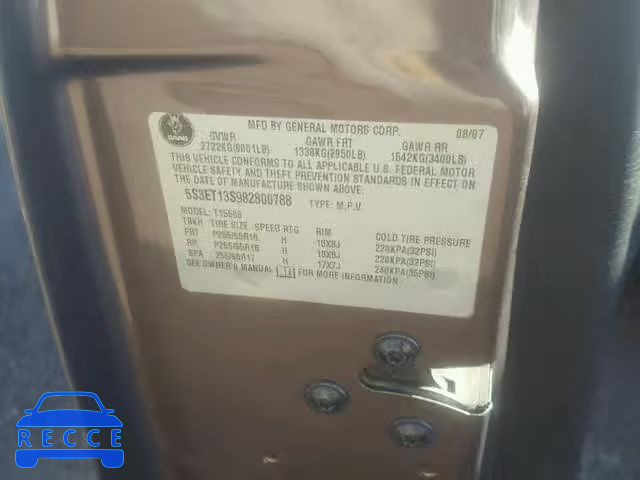 SAAB
MFD BY GENERAL MOTORS CORP. 08/07
GVWR GAWR FRT GAWR RR
2722KG(6001LB) 1338KG(2950LB) 1542KG(3400LB)
THIS VEHICLE CONFORMS TO ALL APPLICABLE U.S. FEDERAL MOTOR
VEHICLE SAFETY AND THEFT PREVENTION STANDARDS IN EFFECT ON
THE DATE OF MANUFACTURE SHOWN ABOVE.
5S3ET13S982800788 TYPE: M.P.V.
MODEL: T15568
TIRE SIZE SPEED RTG RIM COLD TIRE PRESSURE
FRT P255/55R18 H 18X8J 220KPA(32PSI)
RR P255/55R18 H 18X8J 220KPA(32PSI)
SPA 255/60R17 H 17X7J 240KPA(35PSI)
SEE OWNER'S MANUAL FOR MORE INFORMATION.
RECCE